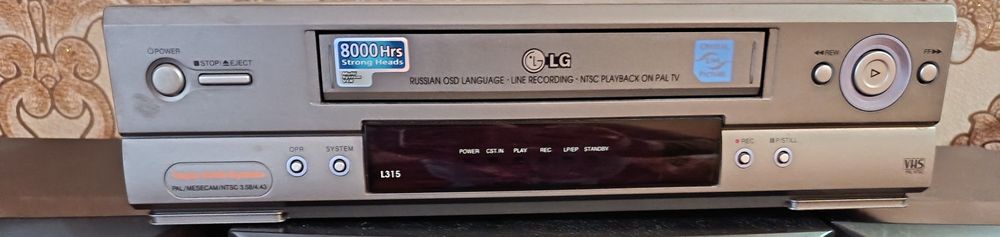 POWER
STOP/ EJECT
8000 Hrs
Strong Heads
LG
RUSSIAN OSD LANGUAGE · LINE RECORDING · NTSC PLAYBACK ON PAL TV
CRYSTAL
PICTURE
REW
FF
OPR
SYSTEM
POWER CST.IN PLAY REC LP/EP STANDBY
REC
P/STILL
L315
PAL/MESECAM/NTSC 3.58/4.43
VHS